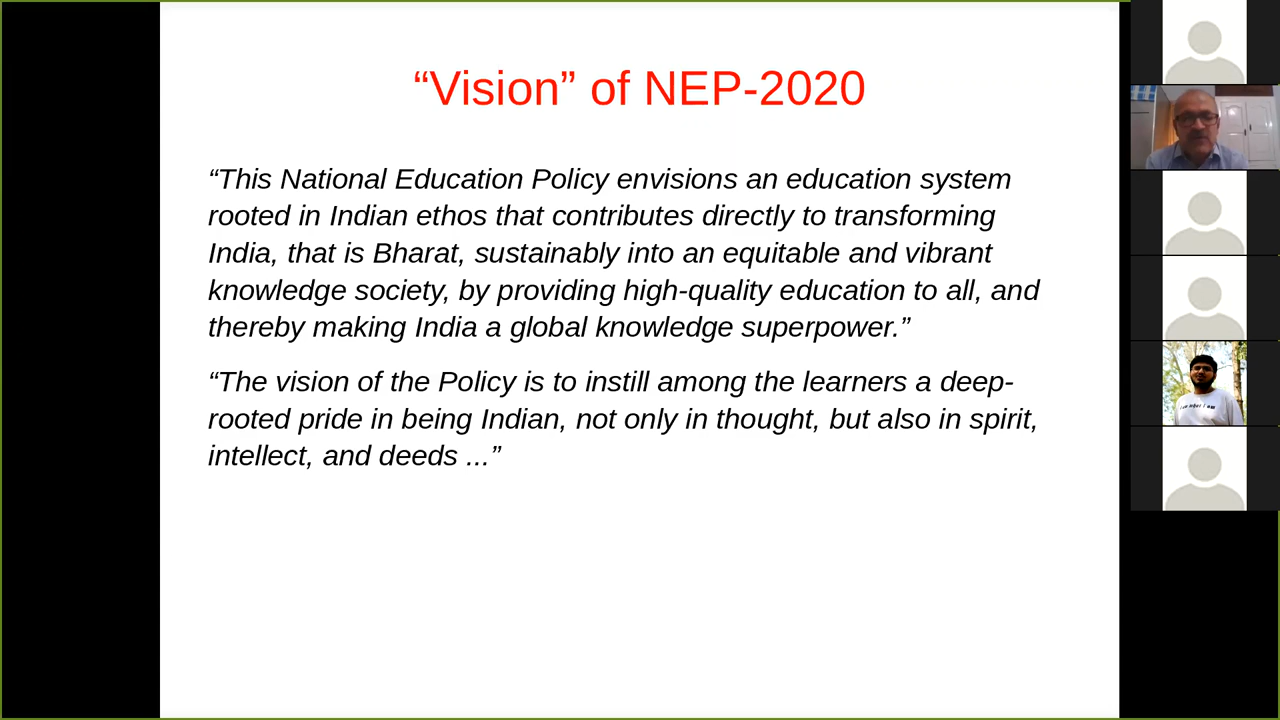 “Vision” of NEP-2020
“This National Education Policy envisions an education system
rooted in Indian ethos that contributes directly to transforming
India, that is Bharat, sustainably into an equitable and vibrant
knowledge society, by providing high-quality education to all, and
thereby making India a global knowledge superpower.”
“The vision of the Policy is to instill among the learners a deep-
rooted pride in being Indian, not only in thought, but also in spirit,
intellect, and deeds ...”